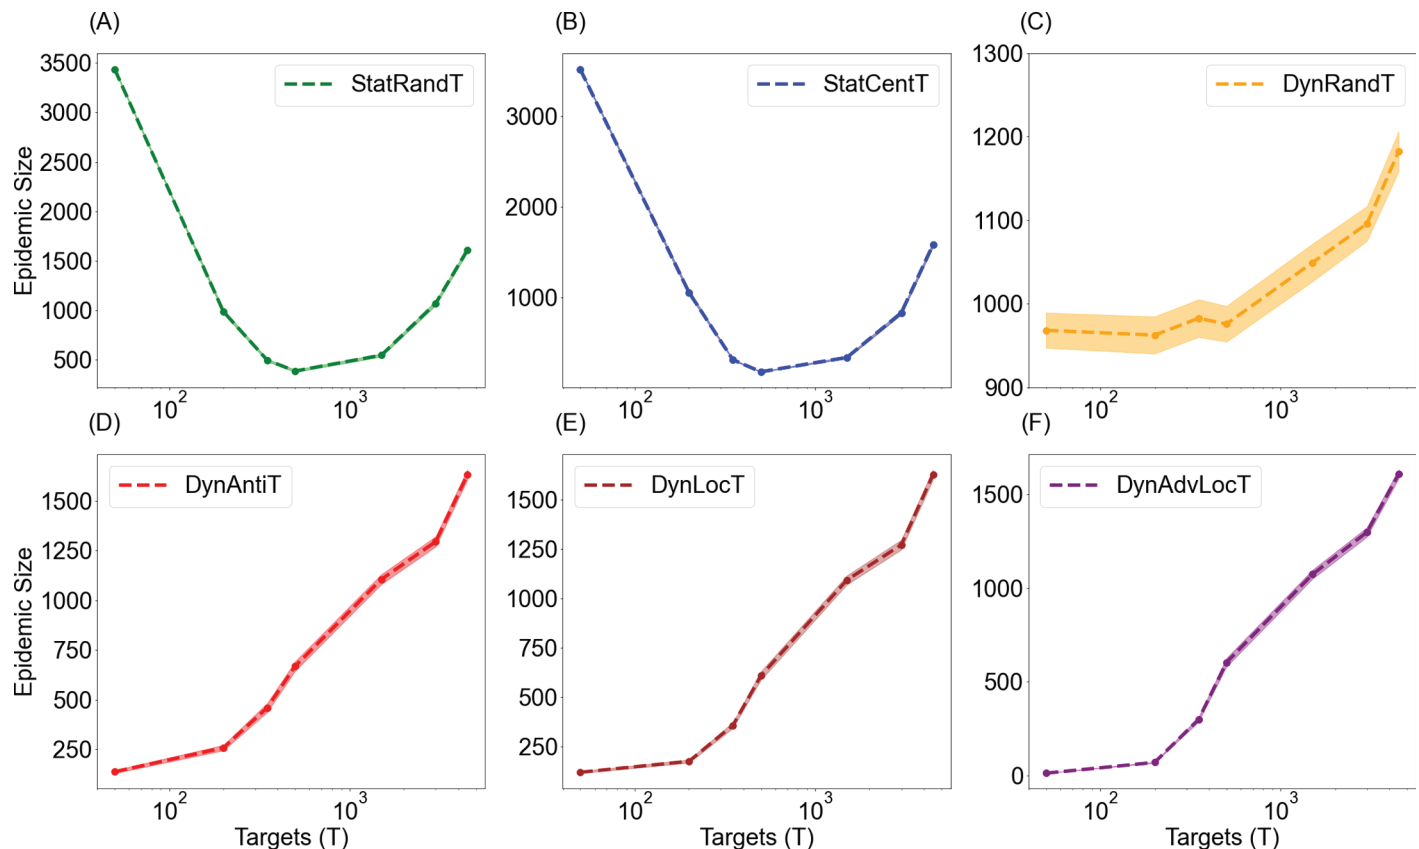 (A)
(B)
(C)
StatRandT
StatCentT
DynRandT
Epidemic Size
3500
3000
2500
2000
1500
1000
500
3000
2000
1000
1300
1200
1100
1000
900
10²
10³
10²
10³
10²
10³
(D)
(E)
(F)
DynAntiT
DynLocT
DynAdvLocT
Epidemic Size
1500
1250
1000
750
500
250
1500
1250
1000
750
500
250
1500
1000
500
0
10²
10³
10²
10³
10²
10³
Targets (T)
Targets (T)
Targets (T)